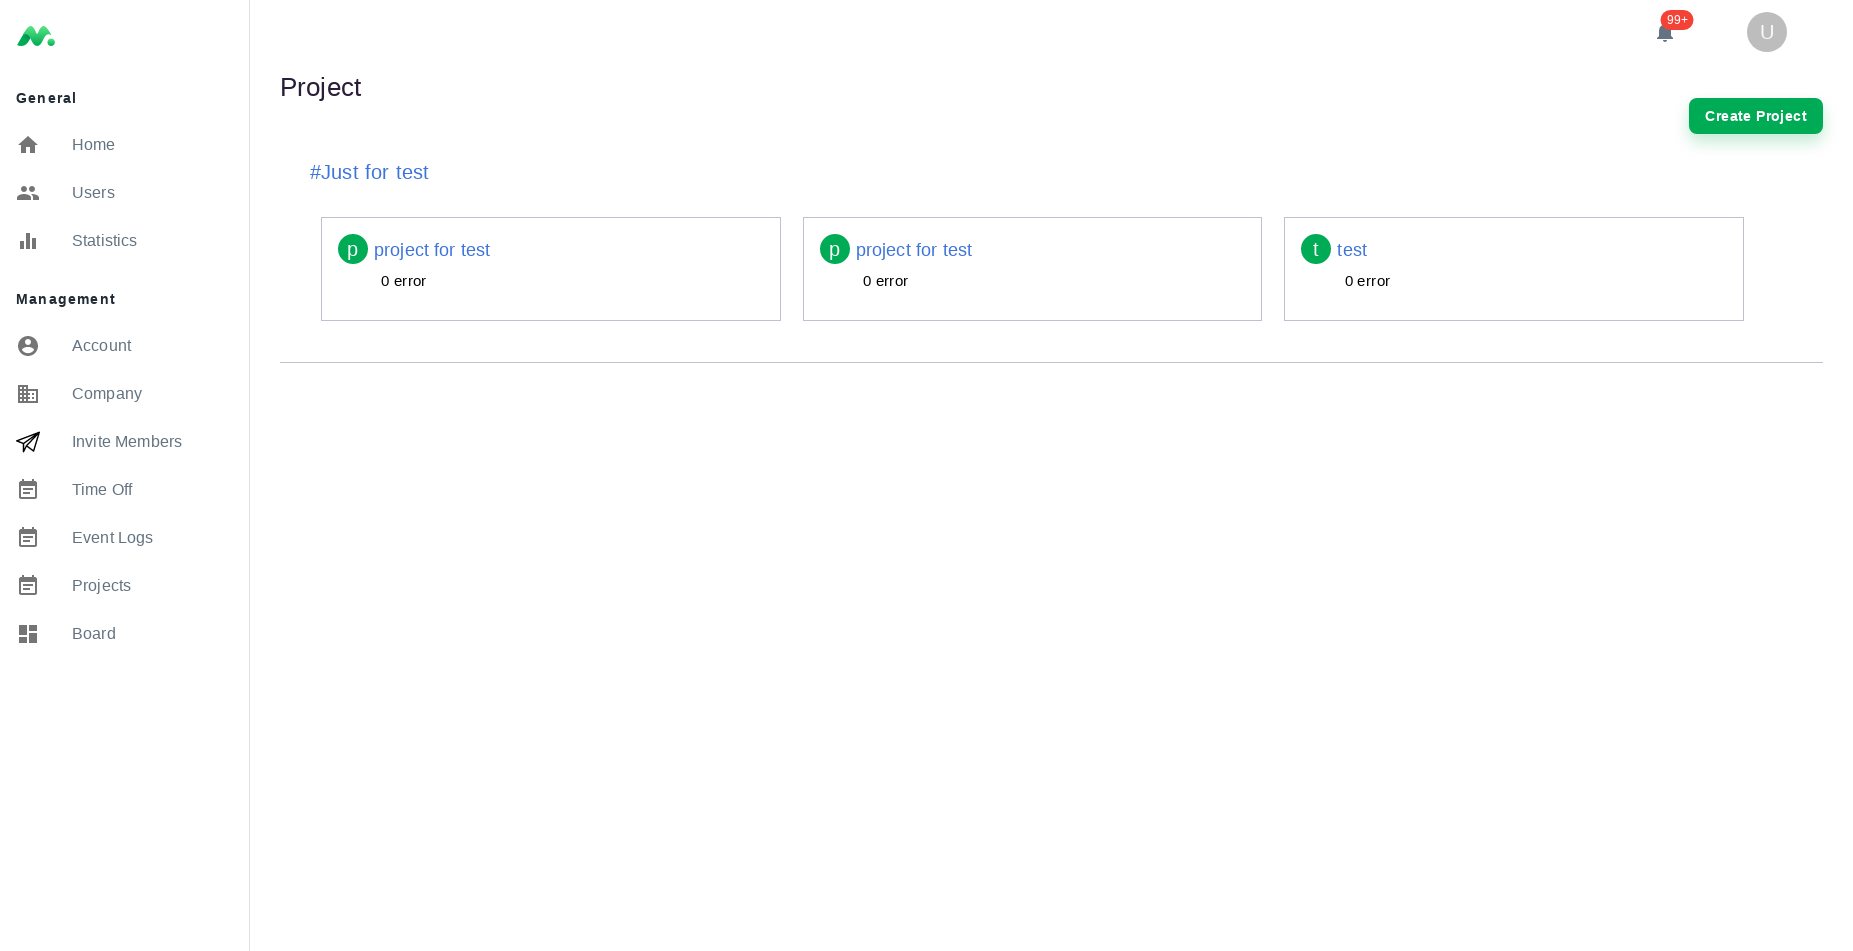 99+
U
General
Home
Users
Statistics
Management
Account
Company
Invite Members
Time Off
Event Logs
Projects
Board
Project
Create Project
#Just for test
p project for test
0 error
p project for test
0 error
t test
0 error